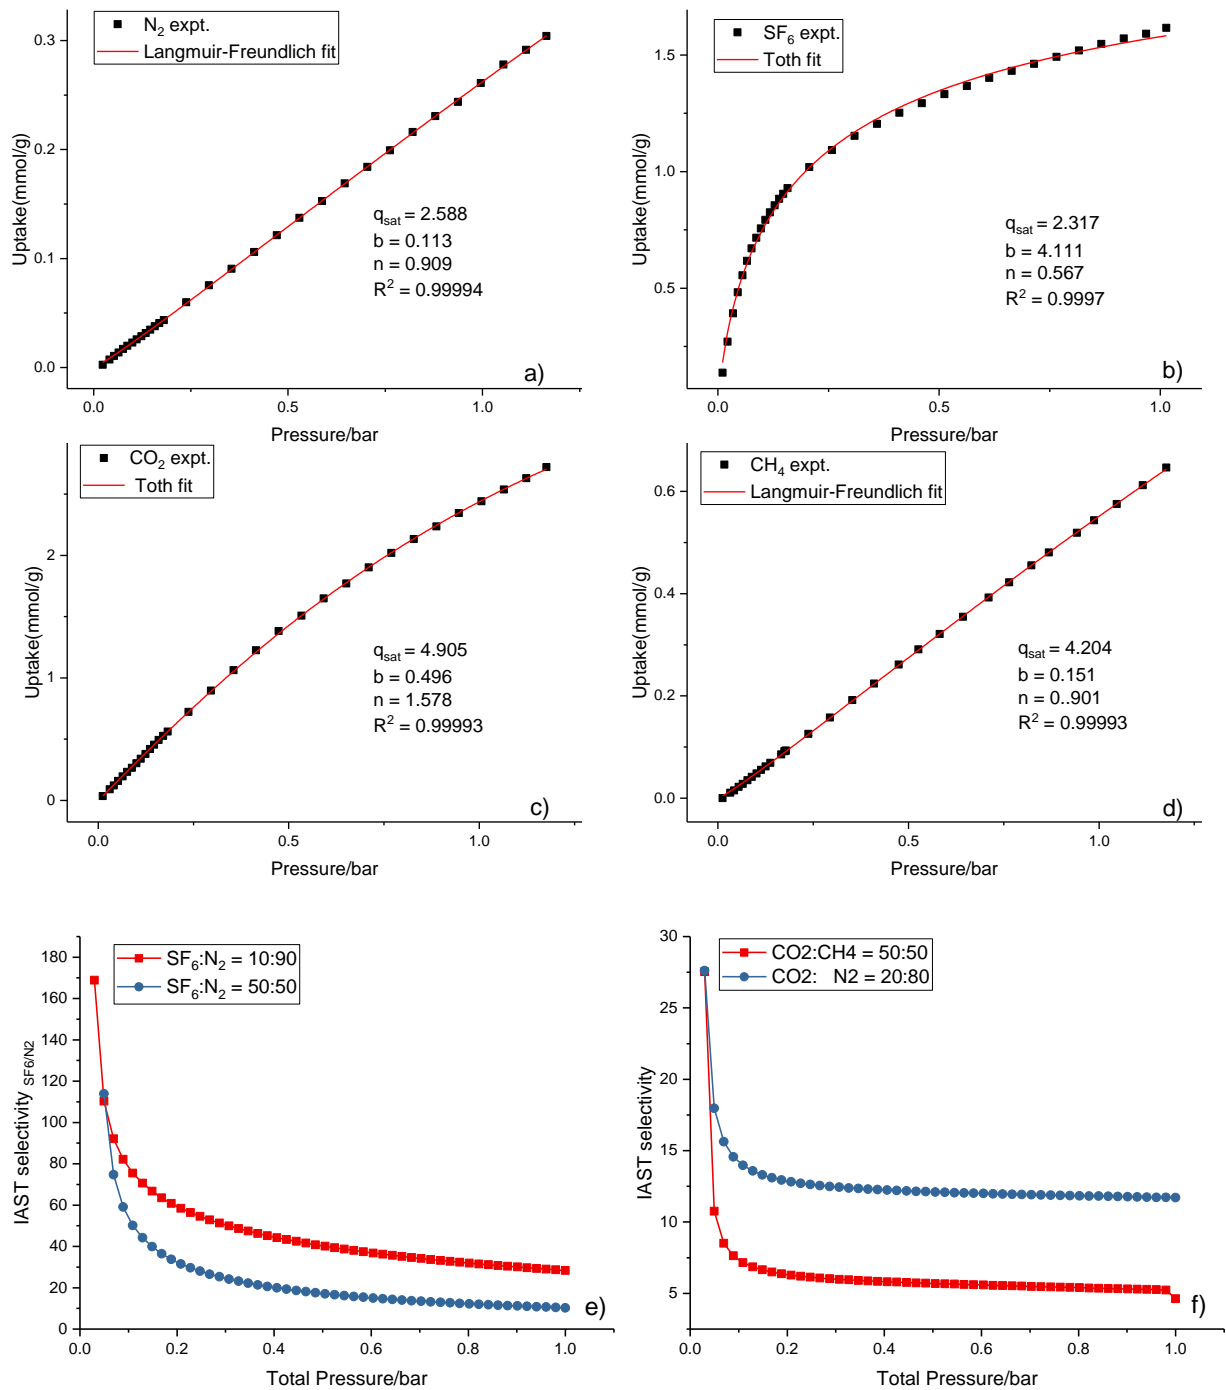 N2 expt.
Langmuir-Freundlich fit
0.3
0.2
0.1
0.0
Uptake(mmol/g)
qsat = 2.588
b = 0.113
n = 0.909
R2 = 0.99994
a)
0.0 0.5 1.0
Pressure/bar
SF6 expt.
Toth fit
1.5
1.0
0.5
Uptake(mmol/g)
qsat = 2.317
b = 4.111
n = 0.567
R2 = 0.9997
b)
0.0 0.5 1.0
Pressure/bar
CO2 expt.
Toth fit
2
1
0
Uptake(mmol/g)
qsat = 4.905
b = 0.496
n = 1.578
R2 = 0.99993
c)
0.0 0.5 1.0
Pressure/bar
CH4 expt.
Langmuir-Freundlich fit
0.6
0.4
0.2
0.0
Uptake(mmol/g)
qsat = 4.204
b = 0.151
n = 0..901
R2 = 0.99993
d)
0.0 0.5 1.0
Pressure/bar
SF6:N2 = 10:90
SF6:N2 = 50:50
180
160
140
120
100
80
60
40
20
0
IAST selectivity SF6/N2
e)
0.0 0.2 0.4 0.6 0.8 1.0
Total Pressure/bar
CO2:CH4 = 50:50
CO2: N2 = 20:80
30
25
20
15
10
5
IAST selectivity
f)
0.0 0.2 0.4 0.6 0.8 1.0
Total Pressure/bar